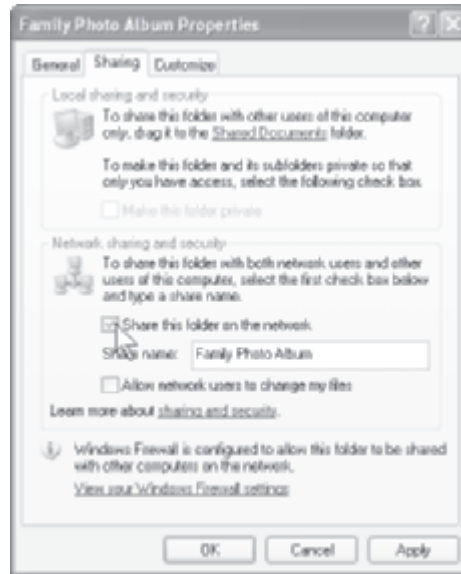 Family Photo Album Properties
General Sharing Customize
Local sharing and security
To share this folder with other users of this computer
only, drag it to the Shared Documents folder.
To make this folder and its subfolders private so that
only you have access, select the following check box.
Make this folder private
Network sharing and security
To share this folder with both network users and other
users of this computer, select the first check box below
and type a share name.
Share this folder on the network
Share name: Family Photo Album
Allow network users to change my files
Learn more about sharing and security.
Windows Firewall is configured to allow this folder to be shared
with other computers on the network.
View your Windows Firewall settings
OK Cancel Apply